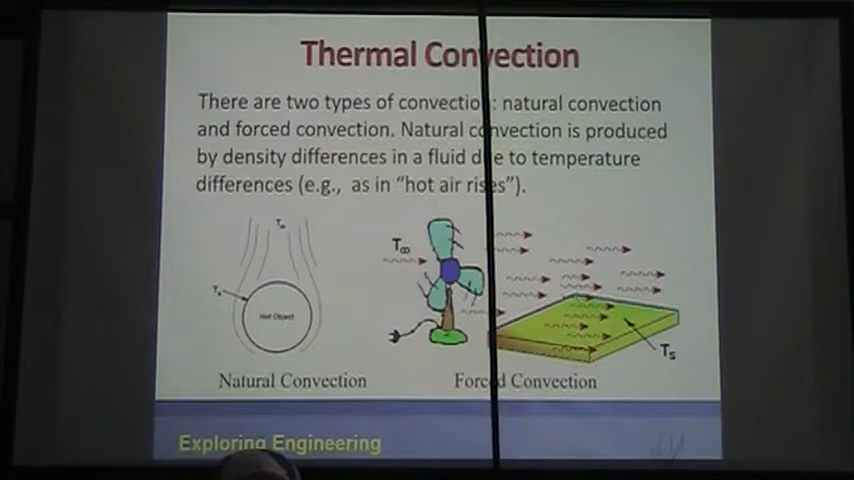 Thermal Convection
There are two types of convection: natural convection
and forced convection. Natural convection is produced
by density differences in a fluid due to temperature
differences (e.g., as in “hot air rises”).
T∞
T∞
Ts
Hot Object
Ts
Natural Convection
Forced Convection
Exploring Engineering